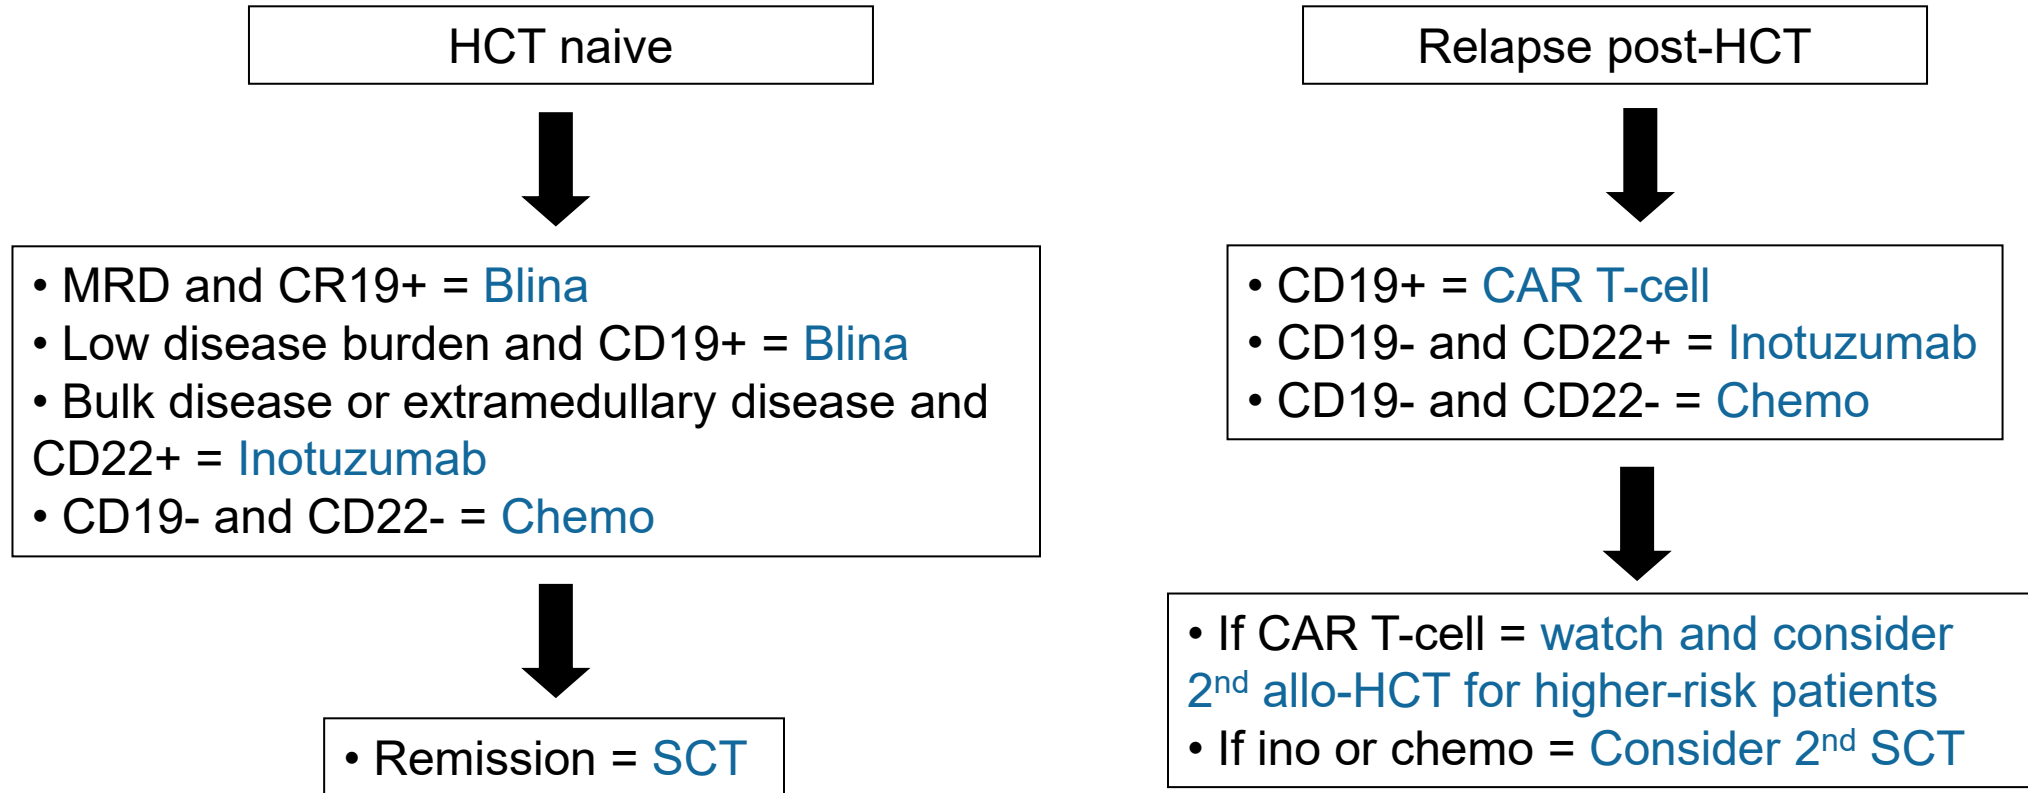 HCT naive
• MRD and CR19+ = Blina
• Low disease burden and CD19+ = Blina
• Bulk disease or extramedullary disease and
CD22+ = Inotuzumab
• CD19- and CD22- = Chemo
• Remission = SCT
Relapse post-HCT
• CD19+ = CAR T-cell
• CD19- and CD22+ = Inotuzumab
• CD19- and CD22- = Chemo
• If CAR T-cell = watch and consider
2nd allo-HCT for higher-risk patients
• If ino or chemo = Consider 2nd SCT